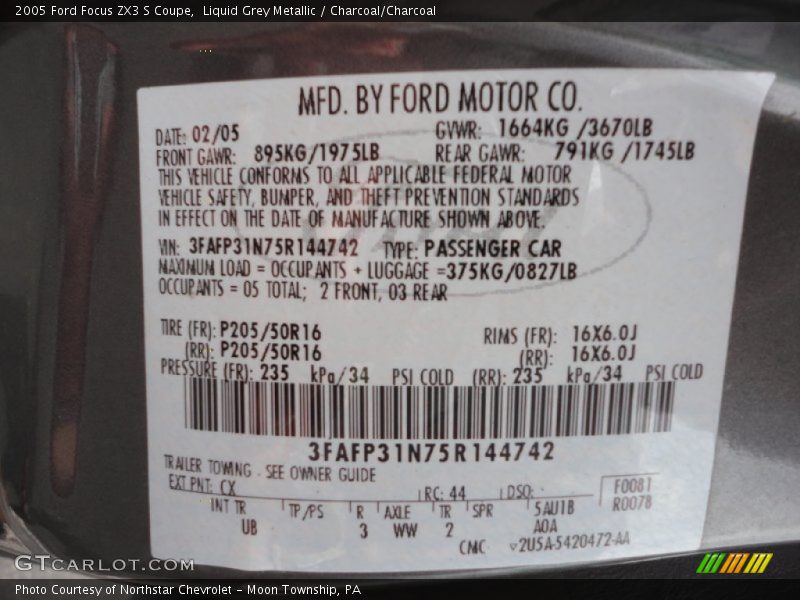 2005 Ford Focus ZX3 S Coupe,  Liquid Grey Metallic / Charcoal/Charcoal
MFD. BY FORD MOTOR CO.
DATE: 02/05 GVWR: 1664KG /3670LB
FRONT GAWR: 895KG/1975LB REAR GAWR: 791KG /1745LB
THIS VEHICLE CONFORMS TO ALL APPLICABLE FEDERAL MOTOR
VEHICLE SAFETY, BUMPER, AND THEFT PREVENTION STANDARDS
IN EFFECT ON THE DATE OF MANUFACTURE SHOWN ABOVE.
VIN: 3FAFP31N75R144742 TYPE: PASSENGER CAR
MAXIMUM LOAD = OCCUPANTS + LUGGAGE =375KG/0827LB
OCCUPANTS = 05 TOTAL; 2 FRONT, 03 REAR
TIRE (FR): P205/50R16 RIMS (FR): 16X6.0J
(RR): P205/50R16 (RR): 16X6.0J
PRESSURE (FR): 235 kPa/34 PSI COLD (RR): 235 kPa/34 PSI COLD
3FAFP31N75R144742
TRAILER TOWING - SEE OWNER GUIDE
EXT PNT: CX RC: 44 DSO: F0081
R0078
INT TR TP/PS R AXLE TR SPR 5AU1B
UB 3 WW 2 A0A
CMC 2U5A-5420472-AA
GTCarLot.com
Photo Courtesy of Northstar Chevrolet - Moon Township, PA